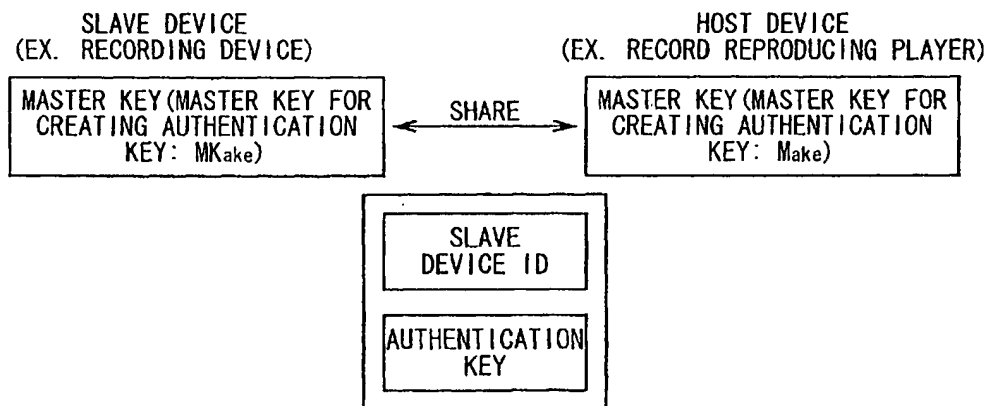 SLAVE DEVICE
(EX. RECORDING DEVICE)
HOST DEVICE
(EX. RECORD REPRODUCING PLAYER)
MASTER KEY(MASTER KEY FOR
CREATING AUTHENTICATION
KEY: MKake)
SHARE
MASTER KEY(MASTER KEY FOR
CREATING AUTHENTICATION
KEY: Make)
SLAVE
DEVICE ID
AUTHENTICATION
KEY